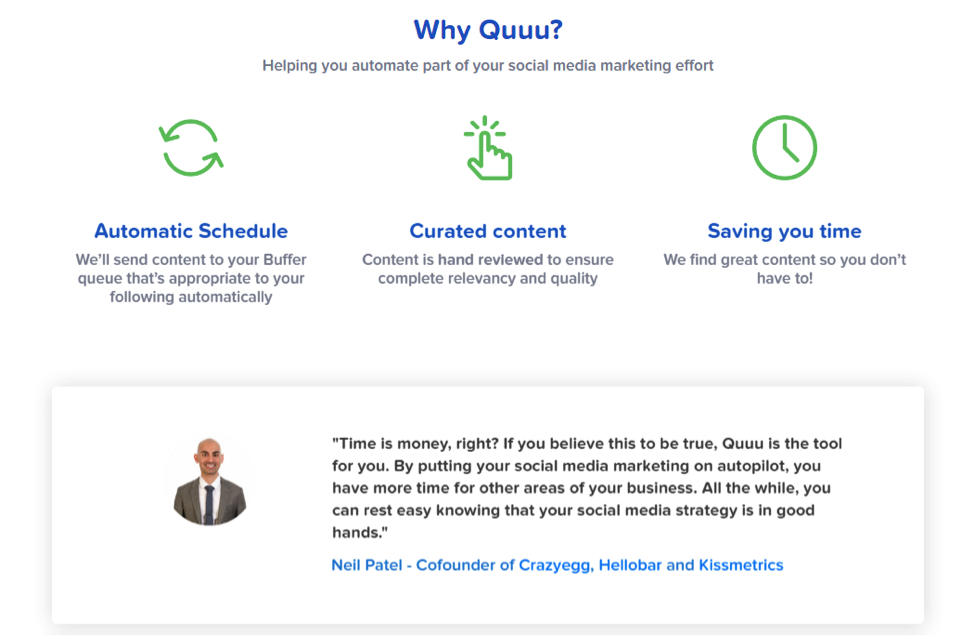 Why Quuu?
Helping you automate part of your social media marketing effort
Automatic Schedule
We’ll send content to your Buffer
queue that’s appropriate to your
following automatically
Curated content
Content is hand reviewed to ensure
complete relevancy and quality
Saving you time
We find great content so you don’t
have to!
"Time is money, right? If you believe this to be true, Quuu is the tool
for you. By putting your social media marketing on autopilot, you
have more time for other areas of your business. All the while, you
can rest easy knowing that your social media strategy is in good
hands."
Neil Patel - Cofounder of Crazyegg, Hellobar and Kissmetrics